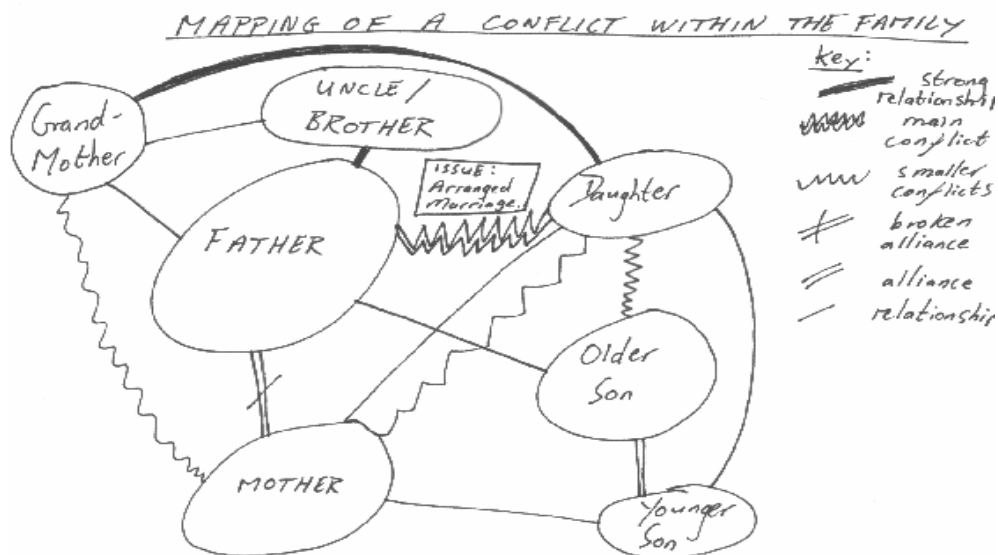 MAPPING OF A CONFLICT WITHIN THE FAMILY
Key:
strong
relationship
main
conflict
smaller
conflicts
broken
alliance
alliance
relationship
Grand-
Mother
UNCLE/
BROTHER
ISSUE:
Arranged
Marriage.
Daughter
FATHER
Older
Son
MOTHER
Younger
Son